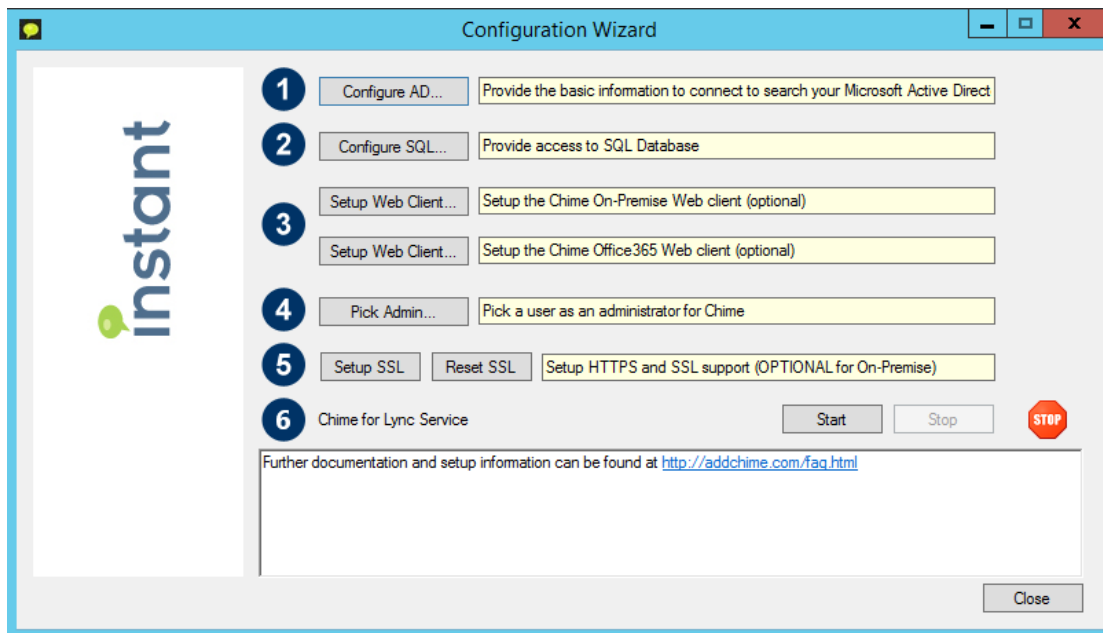 Configuration Wizard
instant
1 Configure AD... Provide the basic information to connect to search your Microsoft Active Direct
2 Configure SQL... Provide access to SQL Database
3
Setup Web Client... Setup the Chime On-Premise Web client (optional)
Setup Web Client... Setup the Chime Office365 Web client (optional)
4 Pick Admin... Pick a user as an administrator for Chime
5 Setup SSL Reset SSL Setup HTTPS and SSL support (OPTIONAL for On-Premise)
6 Chime for Lync Service Start Stop STOP
Further documentation and setup information can be found at http://addchime.com/faq.html
Close